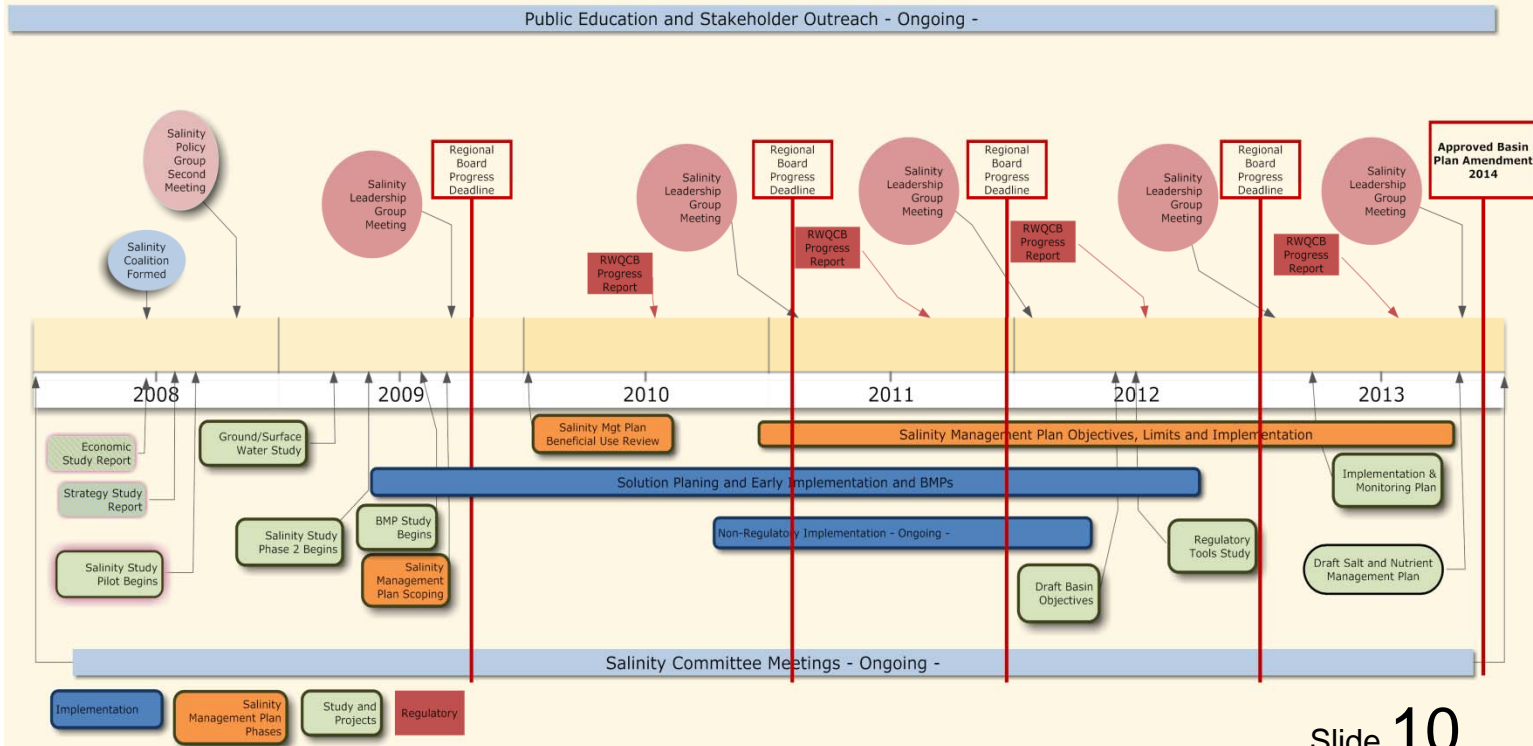 Public Education and Stakeholder Outreach - Ongoing -
Salinity
Policy
Group
Second
Meeting
Salinity
Coalition
Formed
Salinity
Leadership
Group
Meeting
Regional
Board
Progress
Deadline
RWQCB
Progress
Report
Salinity
Leadership
Group
Meeting
Regional
Board
Progress
Deadline
RWQCB
Progress
Report
Salinity
Leadership
Group
Meeting
Regional
Board
Progress
Deadline
RWQCB
Progress
Report
Salinity
Leadership
Group
Meeting
Regional
Board
Progress
Deadline
RWQCB
Progress
Report
Salinity
Leadership
Group
Meeting
Approved Basin
Plan Amendment
2014
2008
2009
2010
2011
2012
2013
Economic
Study Report
Strategy Study
Report
Salinity Study
Pilot Begins
Ground/Surface
Water Study
Salinity Study
Phase 2 Begins
BMP Study
Begins
Salinity
Management
Plan Scoping
Salinity Mgt Plan
Beneficial Use Review
Salinity Management Plan Objectives, Limits and Implementation
Solution Planing and Early Implementation and BMPs
Non-Regulatory Implementation - Ongoing -
Draft Basin
Objectives
Regulatory
Tools Study
Implementation &
Monitoring Plan
Draft Salt and Nutrient
Management Plan
Salinity Committee Meetings - Ongoing -
Implementation
Salinity
Management Plan
Phases
Study and
Projects
Regulatory
Slide 10